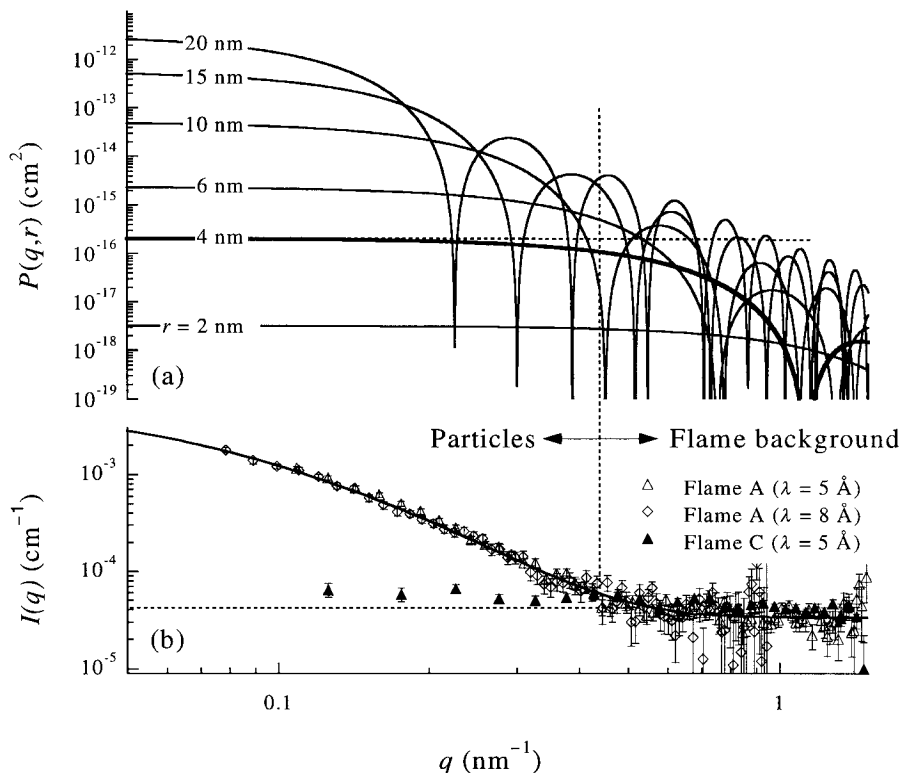 10⁻¹²
10⁻¹³
10⁻¹⁴
10⁻¹⁵
10⁻¹⁶
10⁻¹⁷
10⁻¹⁸
10⁻¹⁹
P(q,r) (cm²)
20 nm
15 nm
10 nm
6 nm
4 nm
r = 2 nm
(a)
Particles
Flame background
Flame A (λ = 5 Å)
Flame A (λ = 8 Å)
Flame C (λ = 5 Å)
10⁻³
10⁻⁴
10⁻⁵
I(q) (cm⁻¹)
(b)
0.1
1
q (nm⁻¹)